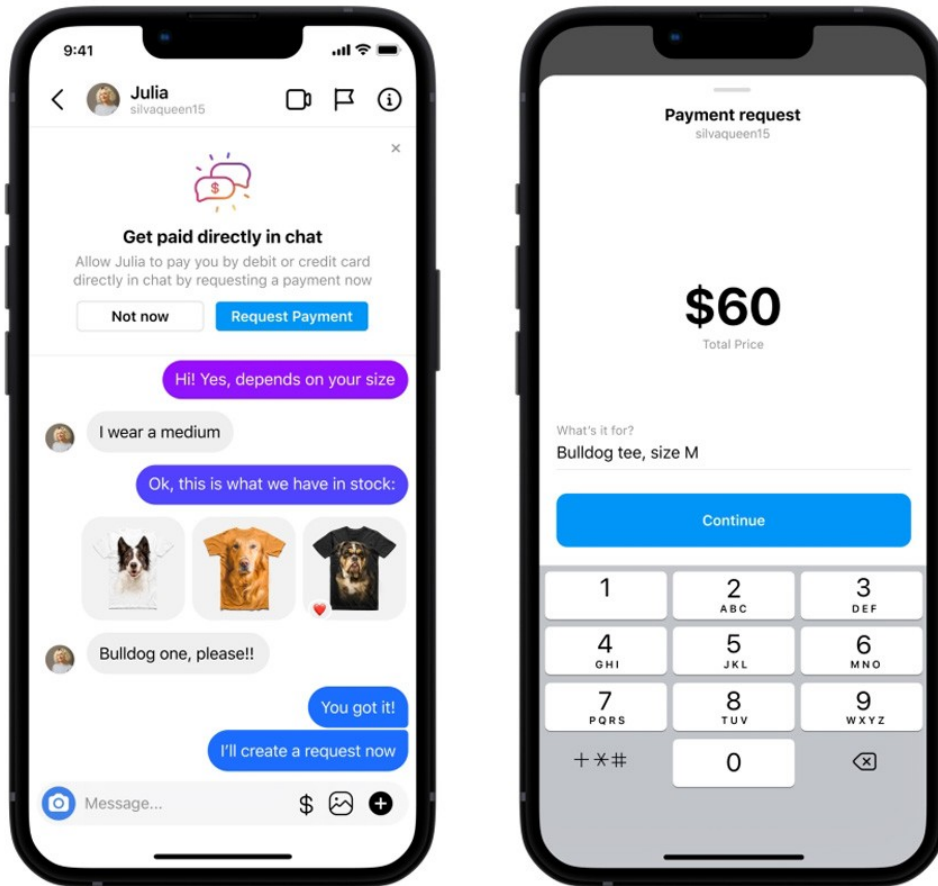 9:41
Julia
silvaqueen15
$
Get paid directly in chat
Allow Julia to pay you by debit or credit card
directly in chat by requesting a payment now
Not now
Request Payment
Hi! Yes, depends on your size
I wear a medium
Ok, this is what we have in stock:
Bulldog one, please!!
You got it!
I'll create a request now
Message...
$
Payment request
silvaqueen15
$60
Total Price
What's it for?
Bulldog tee, size M
Continue
1
2
ABC
3
DEF
4
GHI
5
JKL
6
MNO
7
PQRS
8
TUV
9
WXYZ
+*#
0